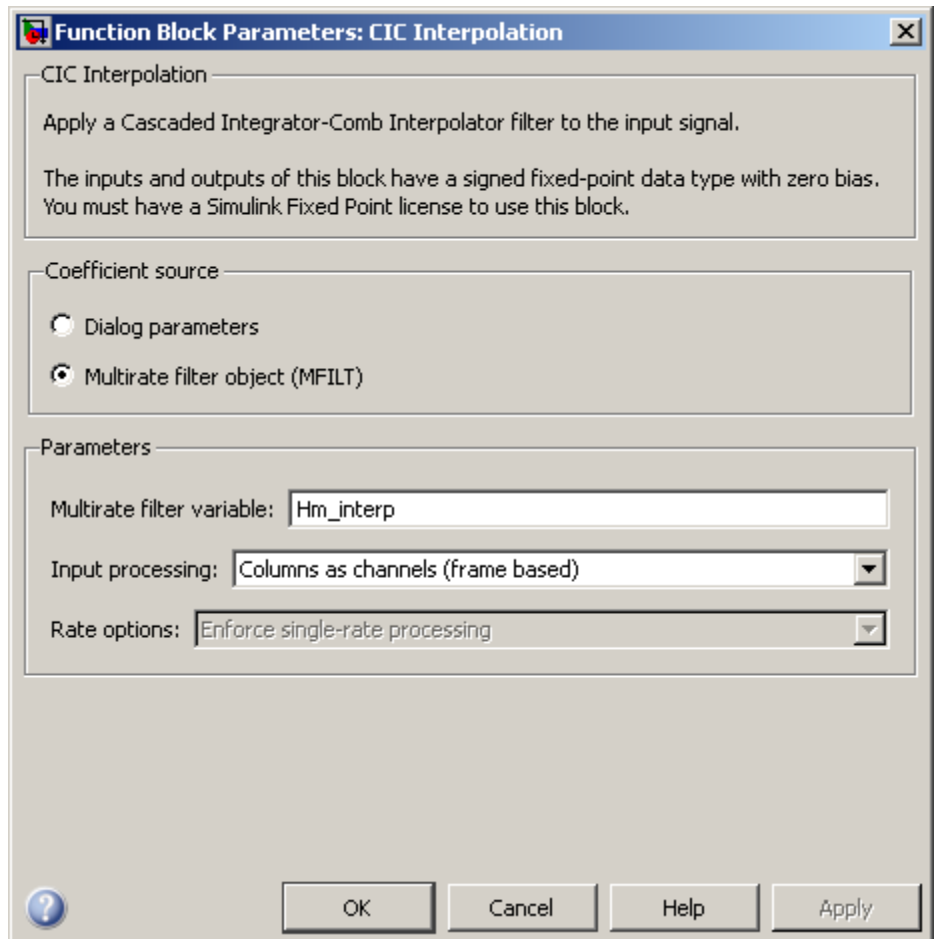 Function Block Parameters: CIC Interpolation
CIC Interpolation
Apply a Cascaded Integrator-Comb Interpolator filter to the input signal.
The inputs and outputs of this block have a signed fixed-point data type with zero bias.
You must have a Simulink Fixed Point license to use this block.
Coefficient source
Dialog parameters
Multirate filter object (MFILT)
Parameters
Multirate filter variable: Hm_interp
Input processing: Columns as channels (frame based)
Rate options: Enforce single-rate processing
? OK Cancel Help Apply